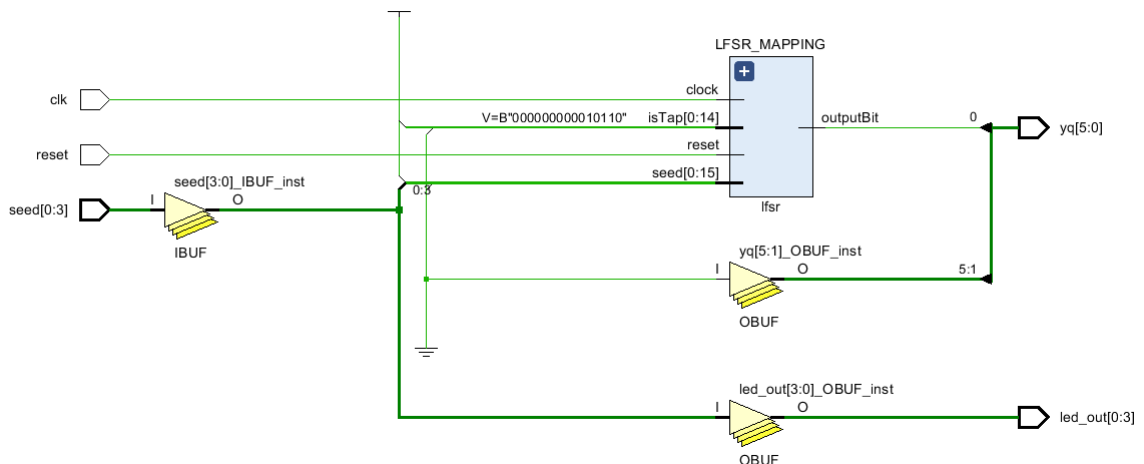 LFSR_MAPPING
clk
clock
V=B"000000000010110"
isTap[0:14]
outputBit
0
yq[5:0]
reset
reset
seed[3:0]_IBUF_inst
seed[0:15]
0:3
seed[0:3]
I
O
lfsr
IBUF
yq[5:1]_OBUF_inst
I
O
5:1
OBUF
led_out[3:0]_OBUF_inst
I
O
led_out[0:3]
OBUF